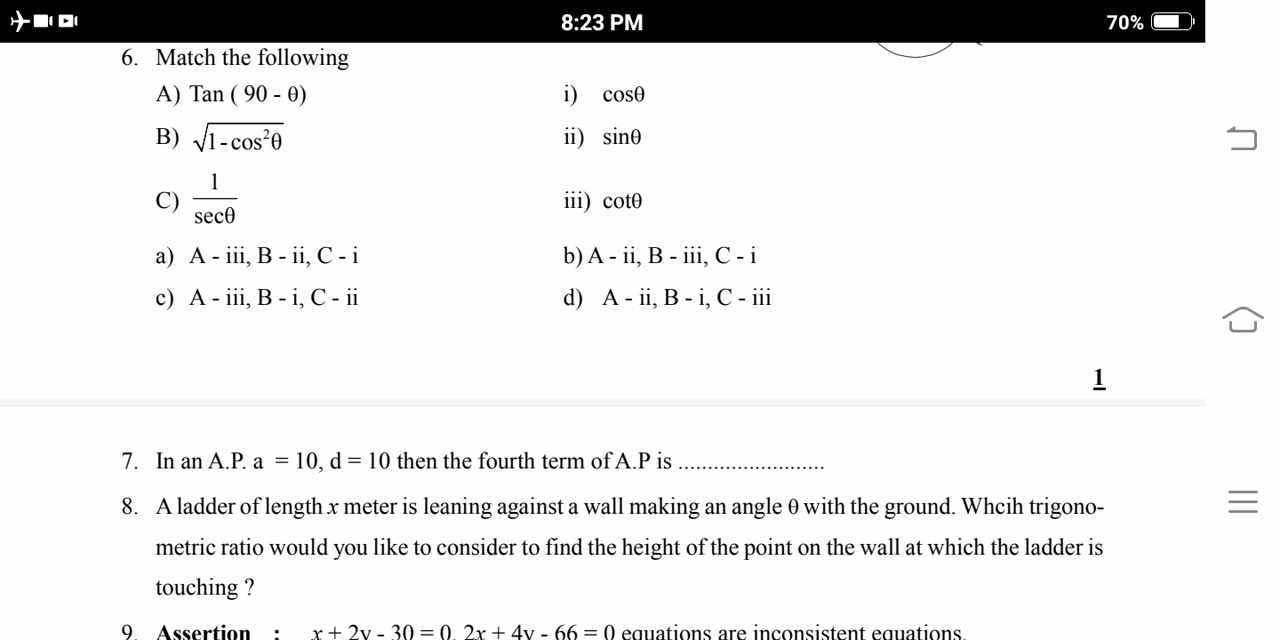 8:23 PM 70%
6. Match the following
A) Tan ( 90 - θ) i) cosθ
B) √1-cos²θ ii) sinθ
C) 1/secθ iii) cotθ
a) A - iii, B - ii, C - i b) A - ii, B - iii, C - i
c) A - iii, B - i, C - ii d) A - ii, B - i, C - iii
1
7. In an A.P. a = 10, d = 10 then the fourth term of A.P is .........................
8. A ladder of length x meter is leaning against a wall making an angle θ with the ground. Whcih trigono-
metric ratio would you like to consider to find the height of the point on the wall at which the ladder is
touching ?
9. Assertion : x + 2y - 30 = 0, 2x + 4y - 66 = 0 equations are inconsistent equations.